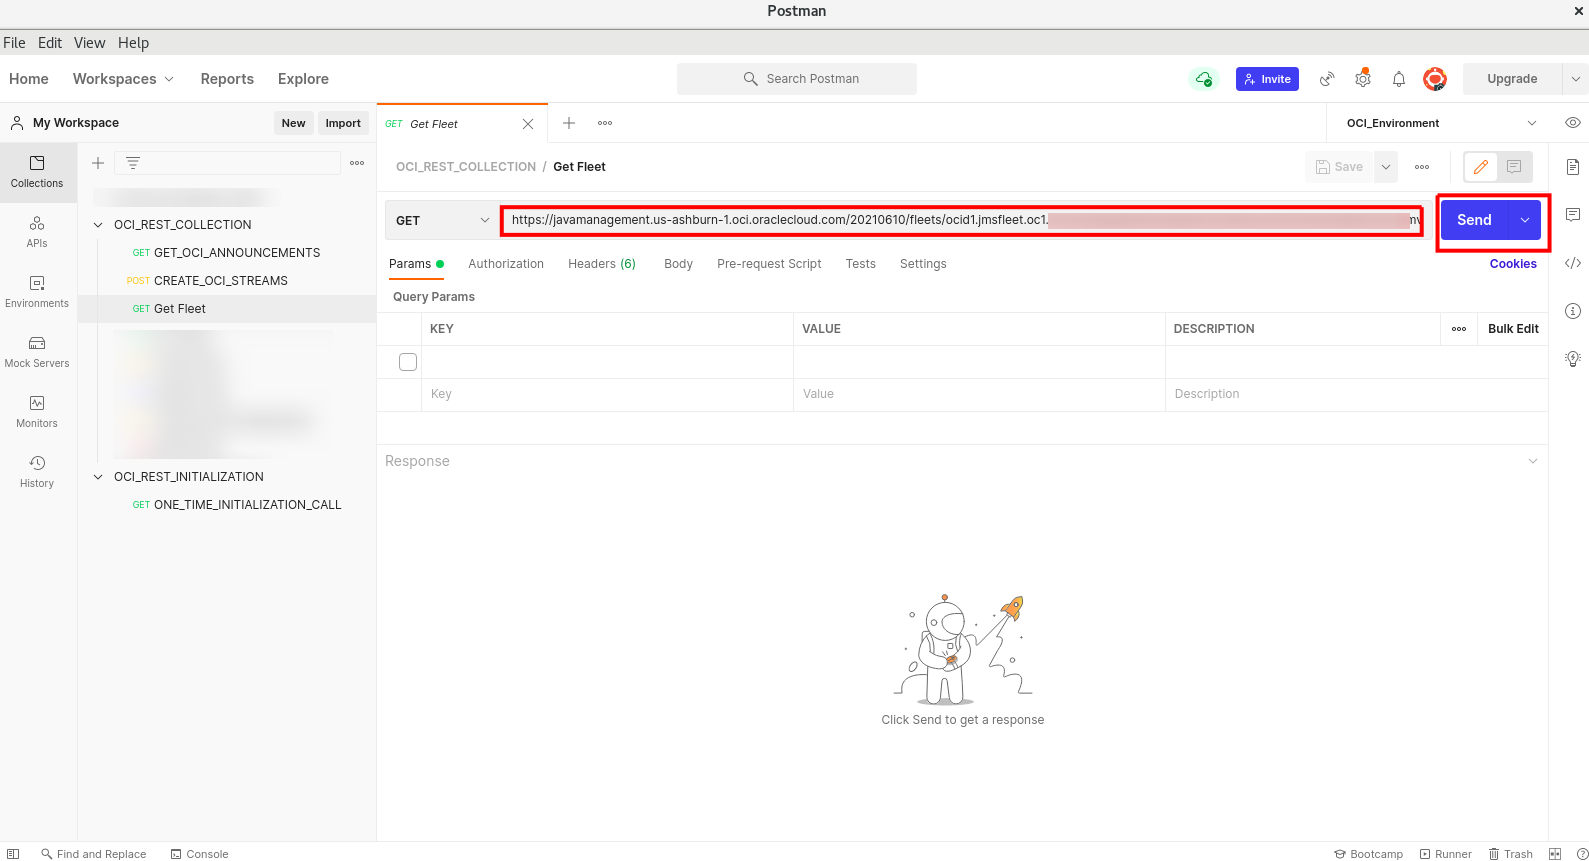 Postman
File Edit View Help
Home Workspaces Reports Explore Search Postman Invite Upgrade
My Workspace New Import GET Get Fleet OCI_Environment
Collections
APIs
Environments
Mock Servers
Monitors
History
OCI_REST_COLLECTION
GET GET_OCI_ANNOUNCEMENTS
POST CREATE_OCI_STREAMS
GET Get Fleet
OCI_REST_INITIALIZATION
GET ONE_TIME_INITIALIZATION_CALL
OCI_REST_COLLECTION / Get Fleet Save
GET https://javamanagement.us-ashburn-1.oci.oraclecloud.com/20210610/fleets/ocid1.jmsfleet.oc1. Send
Params Authorization Headers (6) Body Pre-request Script Tests Settings Cookies
Query Params
KEY VALUE DESCRIPTION Bulk Edit
Key Value Description
Response
Click Send to get a response
Find and Replace Console Bootcamp Runner Trash